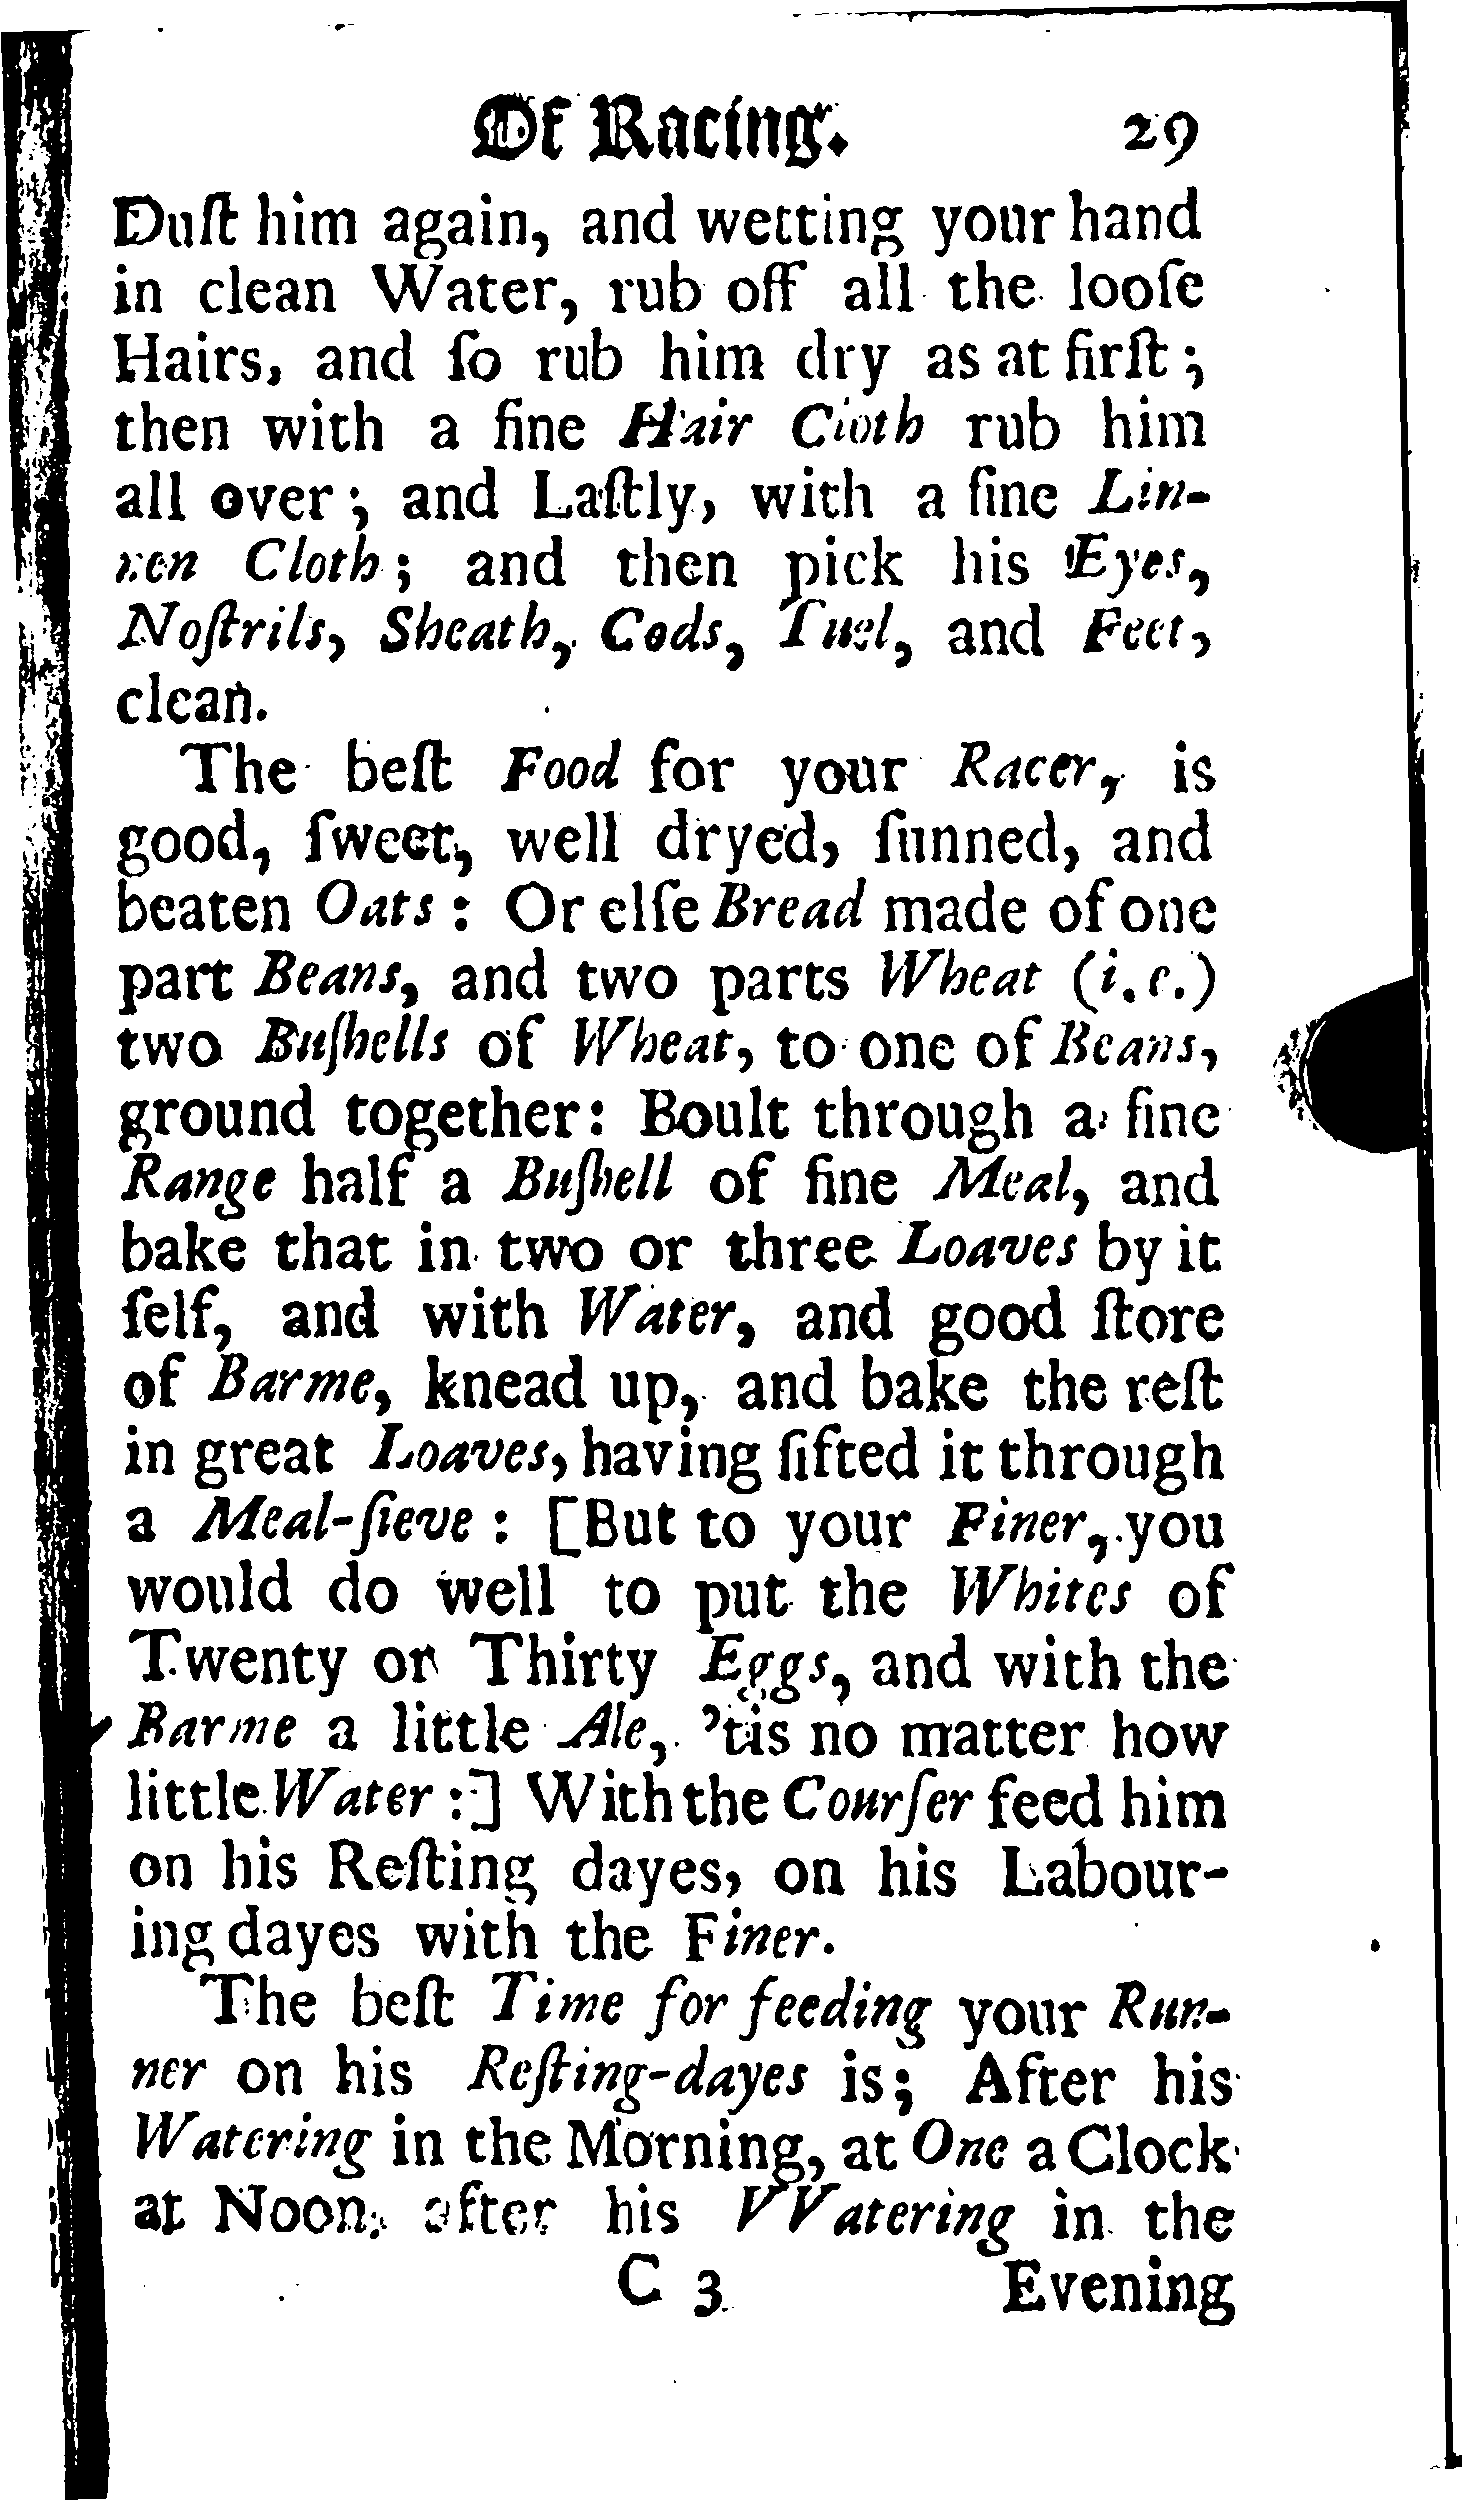 Of Racing. 29
Duſt him again, and wetting your hand
in clean Water, rub off all the looſe
Hairs, and ſo rub him dry as at firſt;
then with a fine Hair Cloth rub him
all over; and Laſtly, with a fine Lin-
nen Cloth; and then pick his Eyes,
Noſtrils, Sheath, Cods, Tuel, and Feet,
clean.
The beſt Food for your Racer, is
good, ſweet, well dryed, ſunned, and
beaten Oats: Or elſe Bread made of one
part Beans, and two parts Wheat (i.e.)
two Buſhells of Wheat, to one of Beans,
ground together: Boult through a fine
Range half a Buſhell of fine Meal, and
bake that in two or three Loaves by it
ſelf, and with Water, and good ſtore
of Barme, knead up, and bake the reſt
in great Loaves, having ſifted it through
a Meal-ſieve: [But to your Finer, you
would do well to put the Whites of
Twenty or Thirty Eggs, and with the
Barme a little Ale, 'tis no matter how
little Water:] With the Courſer feed him
on his Reſting dayes, on his Labour-
ing dayes with the Finer.
The beſt Time for feeding your Run-
ner on his Reſting-dayes is; After his
Watering in the Morning, at One a Clock
at Noon, after his VVatering in the
C 3 Evening